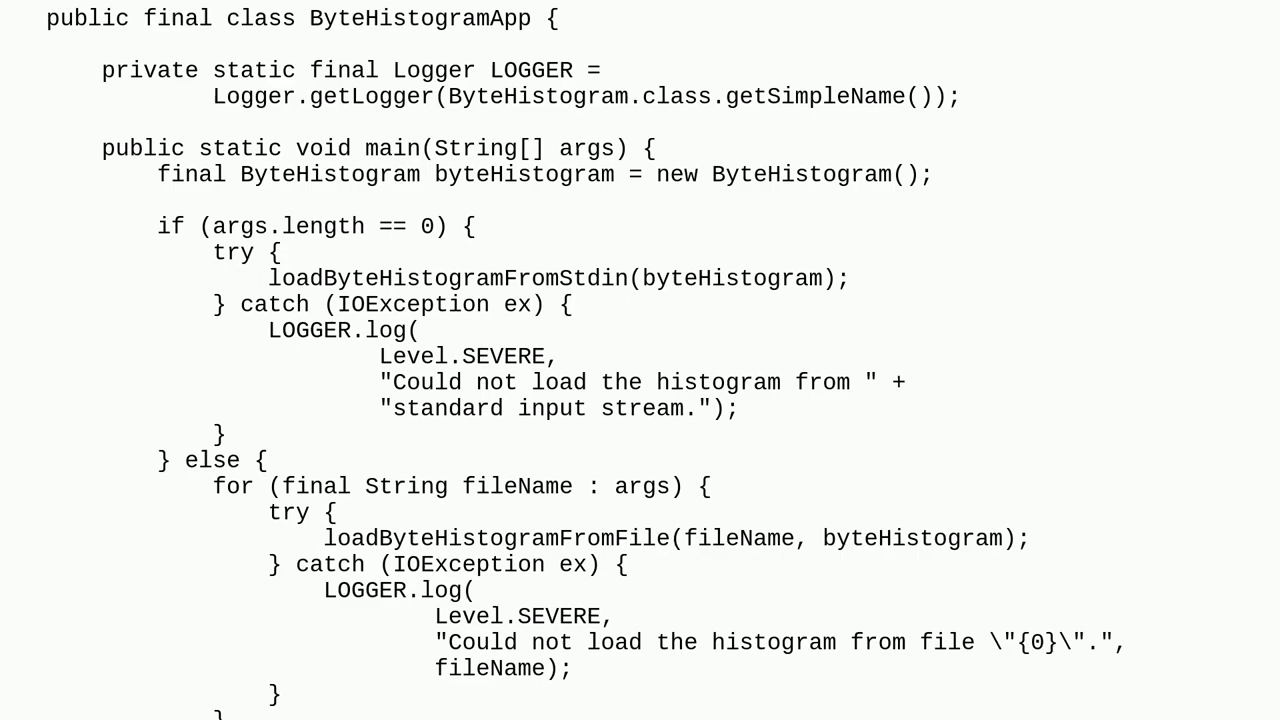 public final class ByteHistogramApp {
    private static final Logger LOGGER =
            Logger.getLogger(ByteHistogram.class.getSimpleName());
    public static void main(String[] args) {
        final ByteHistogram byteHistogram = new ByteHistogram();
        if (args.length == 0) {
            try {
                loadByteHistogramFromStdin(byteHistogram);
            } catch (IOException ex) {
                LOGGER.log(
                        Level.SEVERE,
                        "Could not load the histogram from " +
                        "standard input stream.");
            }
        } else {
            for (final String fileName : args) {
                try {
                    loadByteHistogramFromFile(fileName, byteHistogram);
                } catch (IOException ex) {
                    LOGGER.log(
                            Level.SEVERE,
                            "Could not load the histogram from file \"{0}\".",
                            fileName);
                }
            }